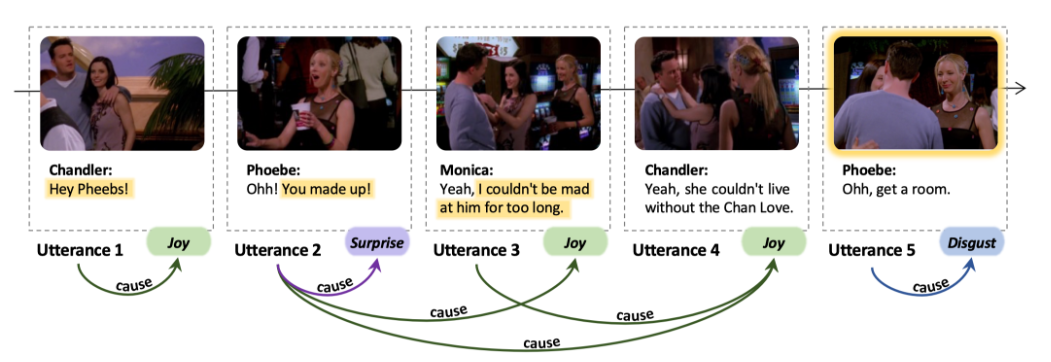 Chandler:
Hey Pheebs!
Phoebe:
Ohh! You made up!
Monica:
Yeah, I couldn't be mad
at him for too long.
Chandler:
Yeah, she couldn't live
without the Chan Love.
Phoebe:
Ohh, get a room.
Utterance 1
Joy
Utterance 2
Surprise
Utterance 3
Joy
Utterance 4
Joy
Utterance 5
Disgust
cause
cause
cause
cause
cause
cause